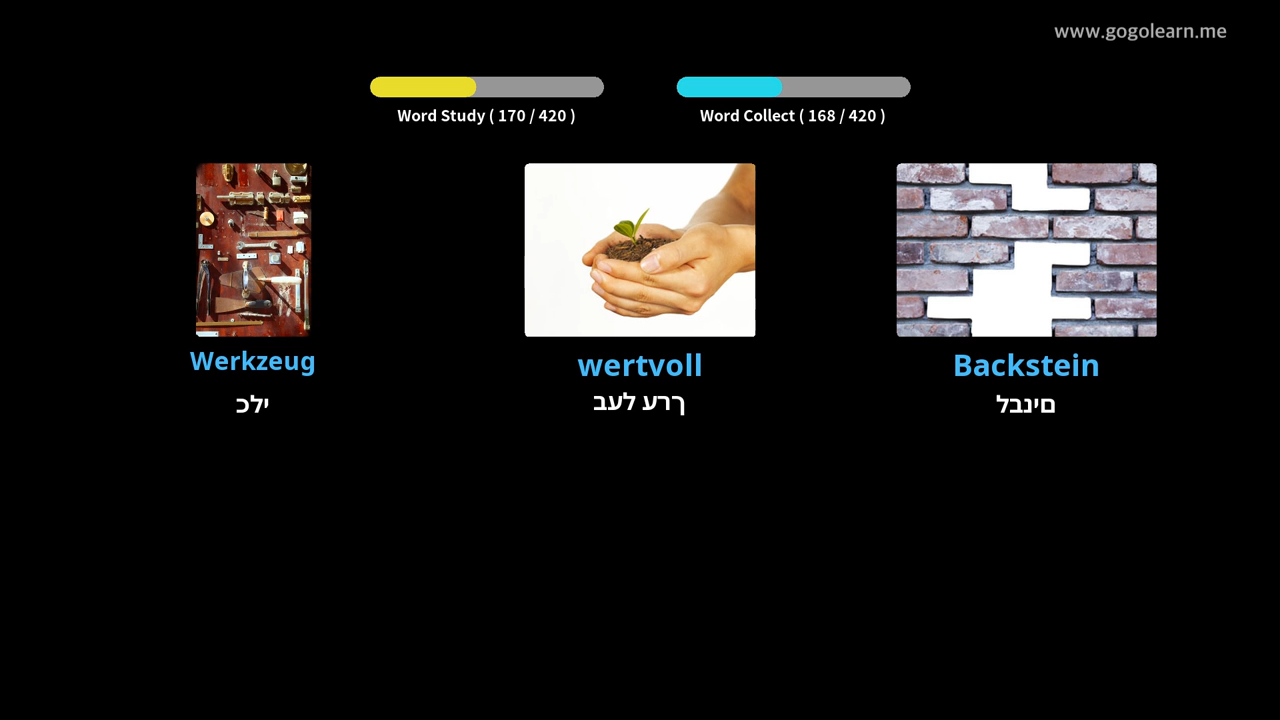 www.gogolearn.me
Word Study ( 170 / 420 )
Word Collect ( 168 / 420 )
Werkzeug
כלי
wertvoll
בעל ערך
Backstein
לבנים